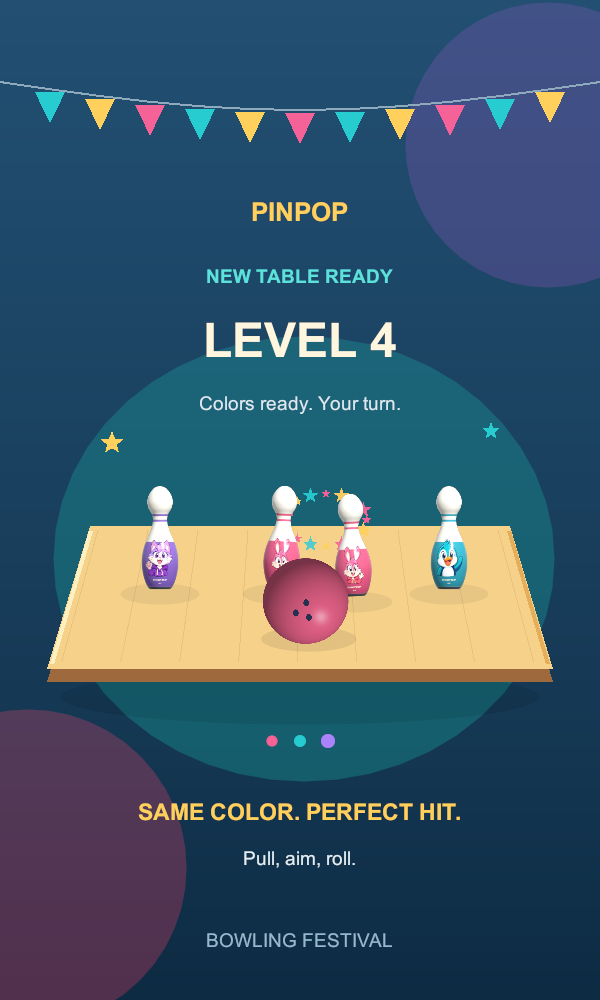 PINPOP
NEW TABLE READY
LEVEL 4
Colors ready. Your turn.
SAME COLOR. PERFECT HIT.
Pull, aim, roll.
BOWLING FESTIVAL